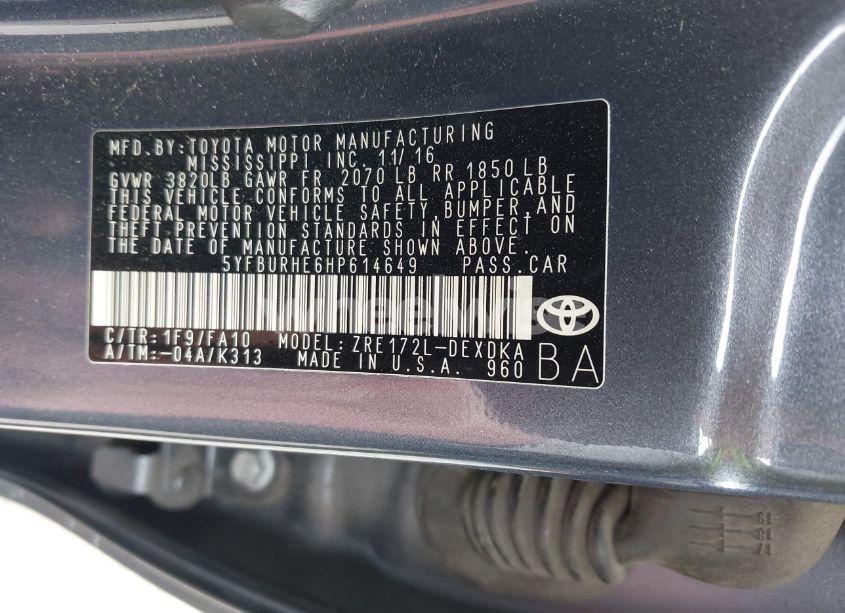 MFD.BY:TOYOTA MOTOR MANUFACTURING
MISSISSIPPI INC. 11/16
GVWR 3820LB GAWR FR 2070 LB RR 1850 LB
THIS VEHICLE CONFORMS TO ALL APPLICABLE
FEDERAL MOTOR VEHICLE SAFETY,BUMPER,AND
THEFT.PREVENTION STANDARDS IN EFFECT ON
THE DATE OF MANUFACTURE SHOWN ABOVE.
5YFBURHE6HP614649 PASS.CAR
C/TR:1F9/FA10 MODEL:ZRE172L-DEXDKA
A/TM:-04A/K313 MADE IN U.S.A. 960
BA